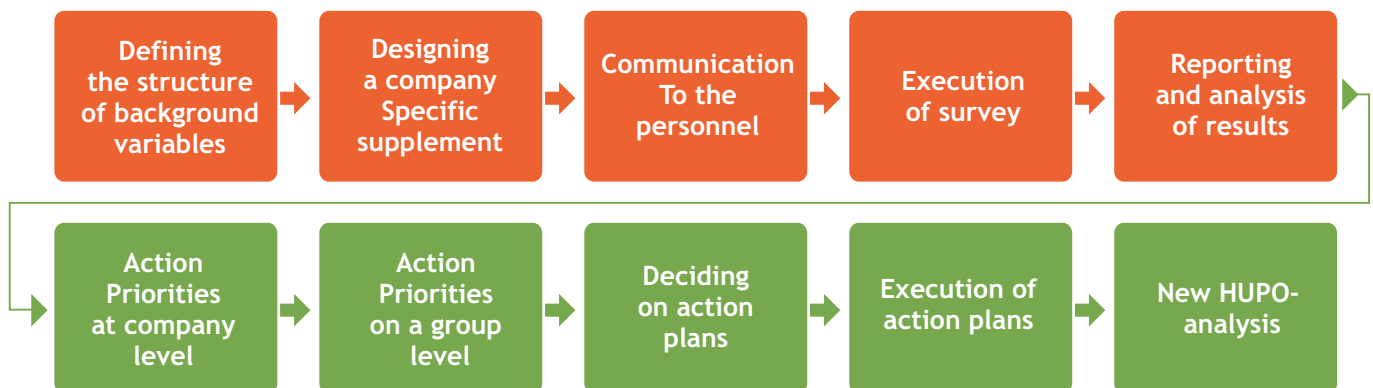 Defining
the structure
of background
variables
Designing
a company
Specific
supplement
Communication
To the
personnel
Execution
of survey
Reporting
and analysis
of results
Action
Priorities
at company
level
Action
Priorities
on a group
level
Deciding
on action
plans
Execution of
action plans
New HUPO-
analysis